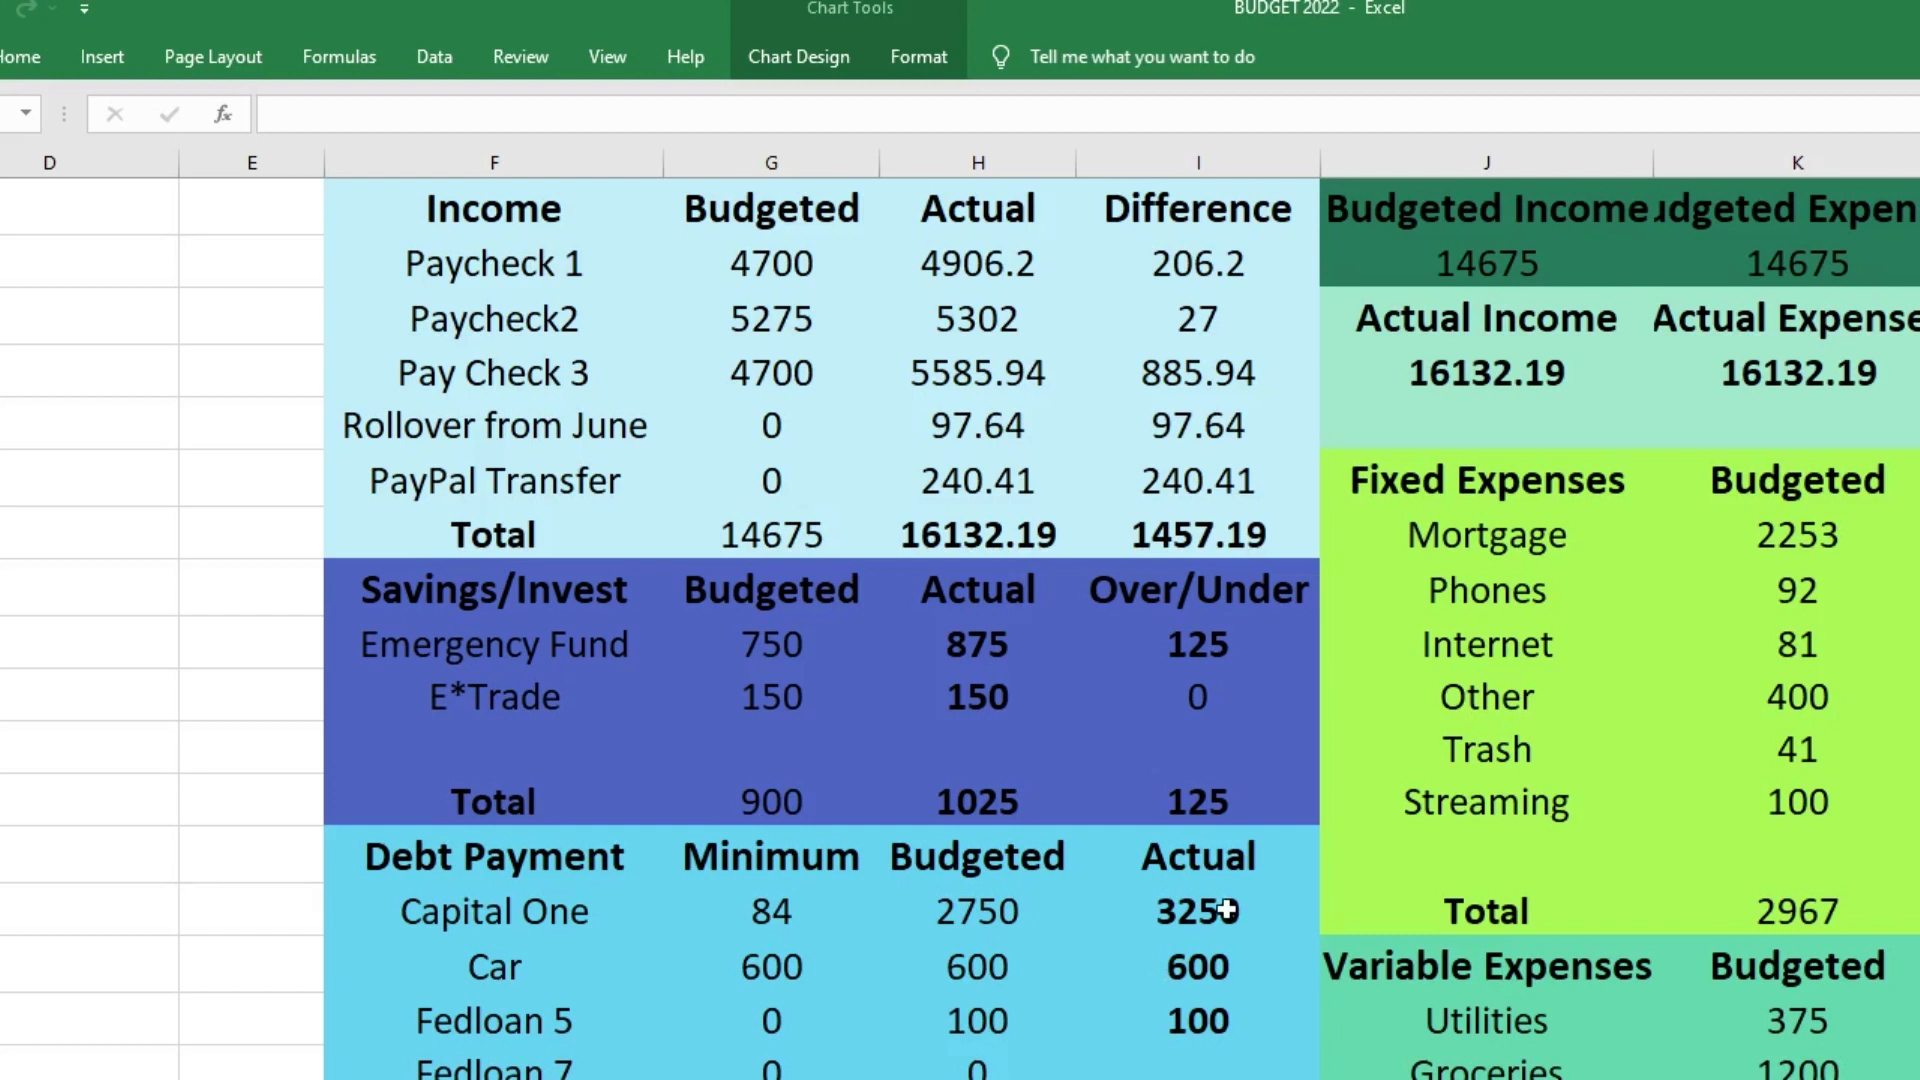 Chart Tools
BUDGET 2022 - Excel
Home Insert Page Layout Formulas Data Review View Help Chart Design Format Tell me what you want to do
fx
D E F G H I J K
Income Budgeted Actual Difference Budgeted Income udgeted Expen
Paycheck 1 4700 4906.2 206.2 14675 14675
Paycheck2 5275 5302 27 Actual Income Actual Expense
Pay Check 3 4700 5585.94 885.94 16132.19 16132.19
Rollover from June 0 97.64 97.64
PayPal Transfer 0 240.41 240.41 Fixed Expenses Budgeted
Total 14675 16132.19 1457.19 Mortgage 2253
Savings/Invest Budgeted Actual Over/Under Phones 92
Emergency Fund 750 875 125 Internet 81
E*Trade 150 150 0 Other 400
Trash 41
Total 900 1025 125 Streaming 100
Debt Payment Minimum Budgeted Actual
Capital One 84 2750 3250 Total 2967
Car 600 600 600 Variable Expenses Budgeted
Fedloan 5 0 100 100 Utilities 375
Fedloan 7 0 0 Groceries 1200